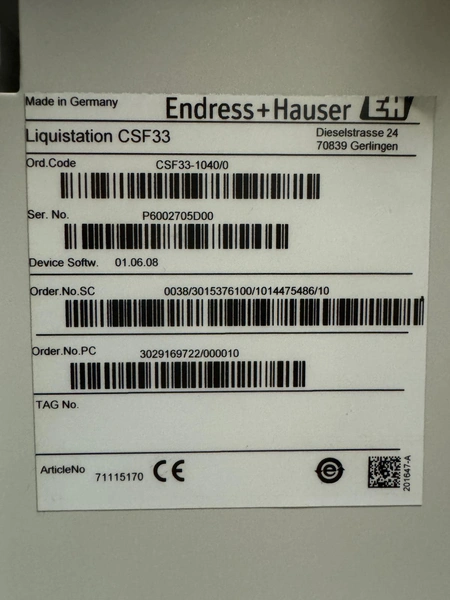 Made in Germany
Endress+Hauser EH
Liquistation CSF33
Dieselstrasse 24
70839 Gerlingen
Ord.Code CSF33-1040/0
Ser. No. P6002705D00
Device Softw. 01.06.08
Order.No.SC 0038/3015376100/1014475486/10
Order.No.PC 3029169722/000010
TAG No.
ArticleNo 71115170 CE
201647-A